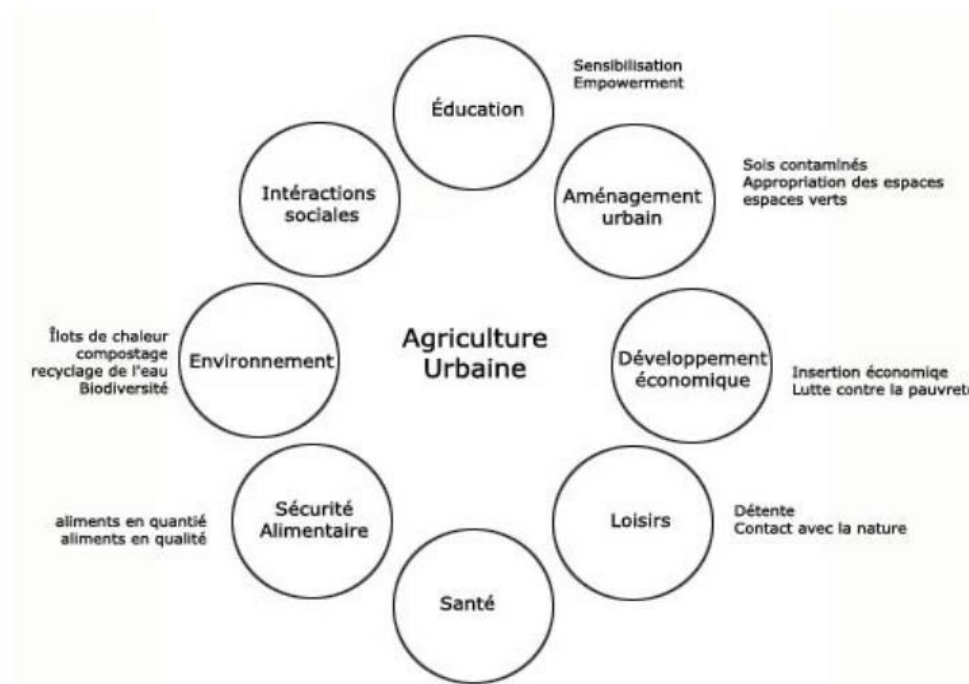 Éducation
Sensibilisation
Empowerment
Aménagement
urbain
Sols contaminés
Appropriation des espaces
espaces verts
Développement
économique
Insertion économiqe
Lutte contre la pauvreté
Loisirs
Détente
Contact avec la nature
Santé
Sécurité
Alimentaire
aliments en quantié
aliments en qualité
Environnement
Îlots de chaleur
compostage
recyclage de l'eau
Biodiversité
Intéractions
sociales
Agriculture
Urbaine